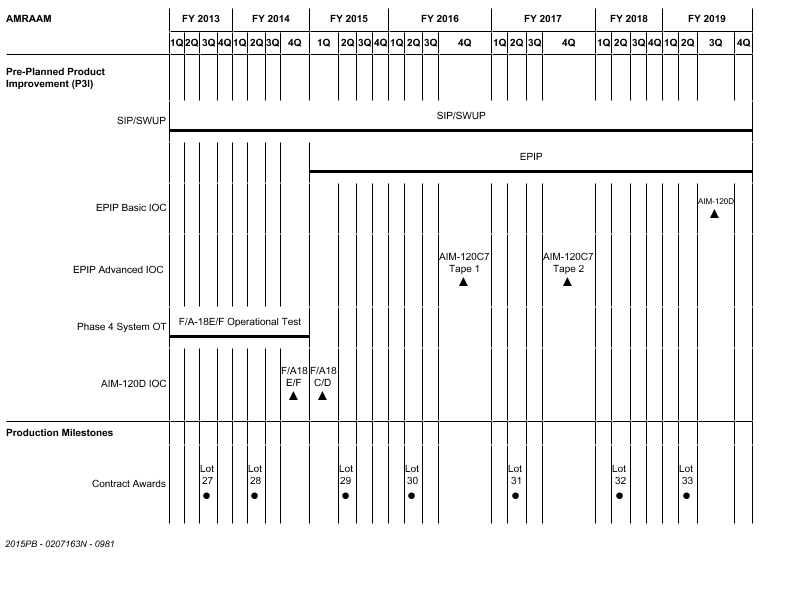 AMRAAM FY 2013 FY 2014 FY 2015 FY 2016 FY 2017 FY 2018 FY 2019
1Q 2Q 3Q 4Q 1Q 2Q 3Q 4Q 1Q 2Q 3Q 4Q 1Q 2Q 3Q 4Q 1Q 2Q 3Q 4Q 1Q 2Q 3Q 4Q 1Q 2Q 3Q 4Q
Pre-Planned Product
Improvement (P3I)
SIP/SWUP SIP/SWUP
EPIP
EPIP Basic IOC AIM-120D
EPIP Advanced IOC AIM-120C7 AIM-120C7
Tape 1 Tape 2
Phase 4 System OT F/A-18E/F Operational Test
AIM-120D IOC F/A18 F/A18
E/F C/D
Production Milestones
Contract Awards Lot Lot Lot Lot Lot Lot Lot
27 28 29 30 31 32 33
2015PB - 0207163N - 0981